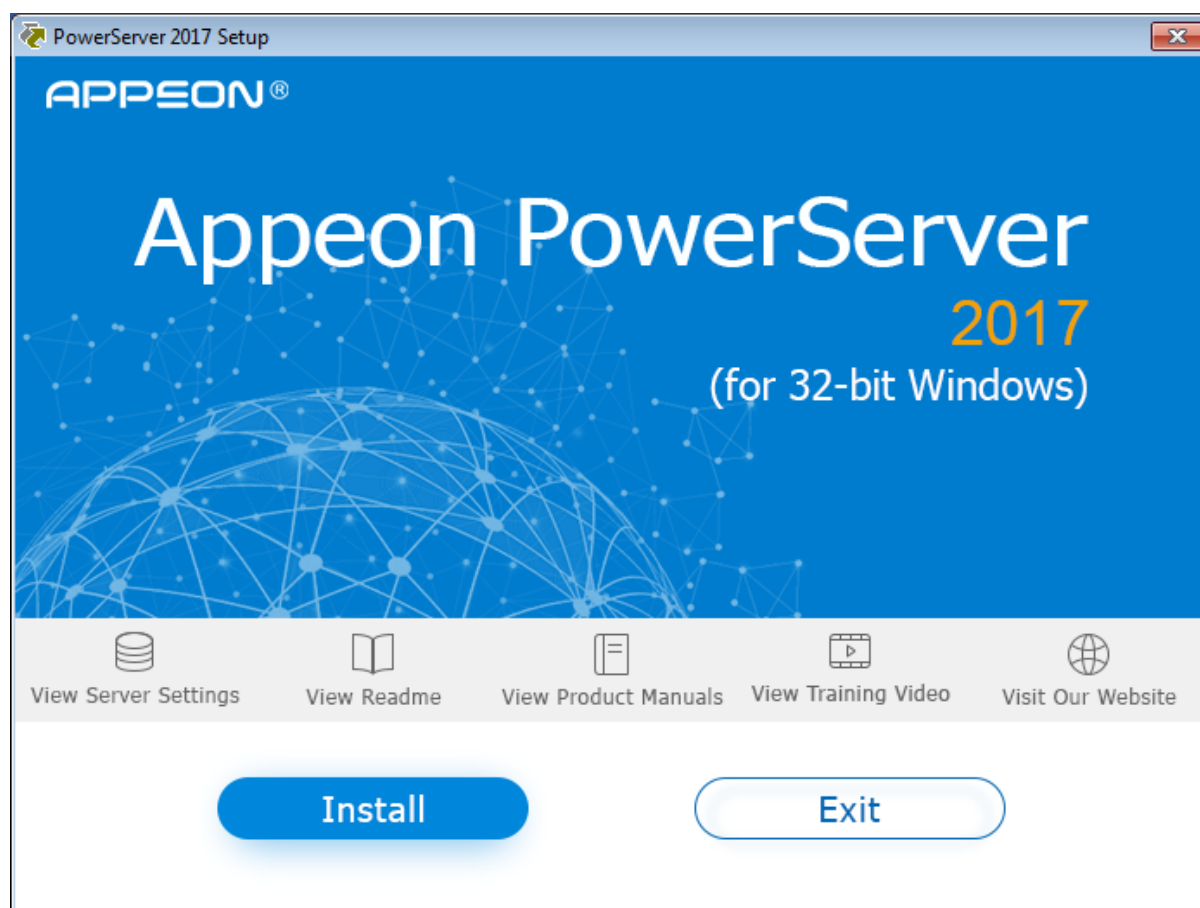 PowerServer 2017 Setup
APPEON®
Appeon PowerServer
2017
(for 32-bit Windows)
View Server Settings
View Readme
View Product Manuals
View Training Video
Visit Our Website
Install
Exit